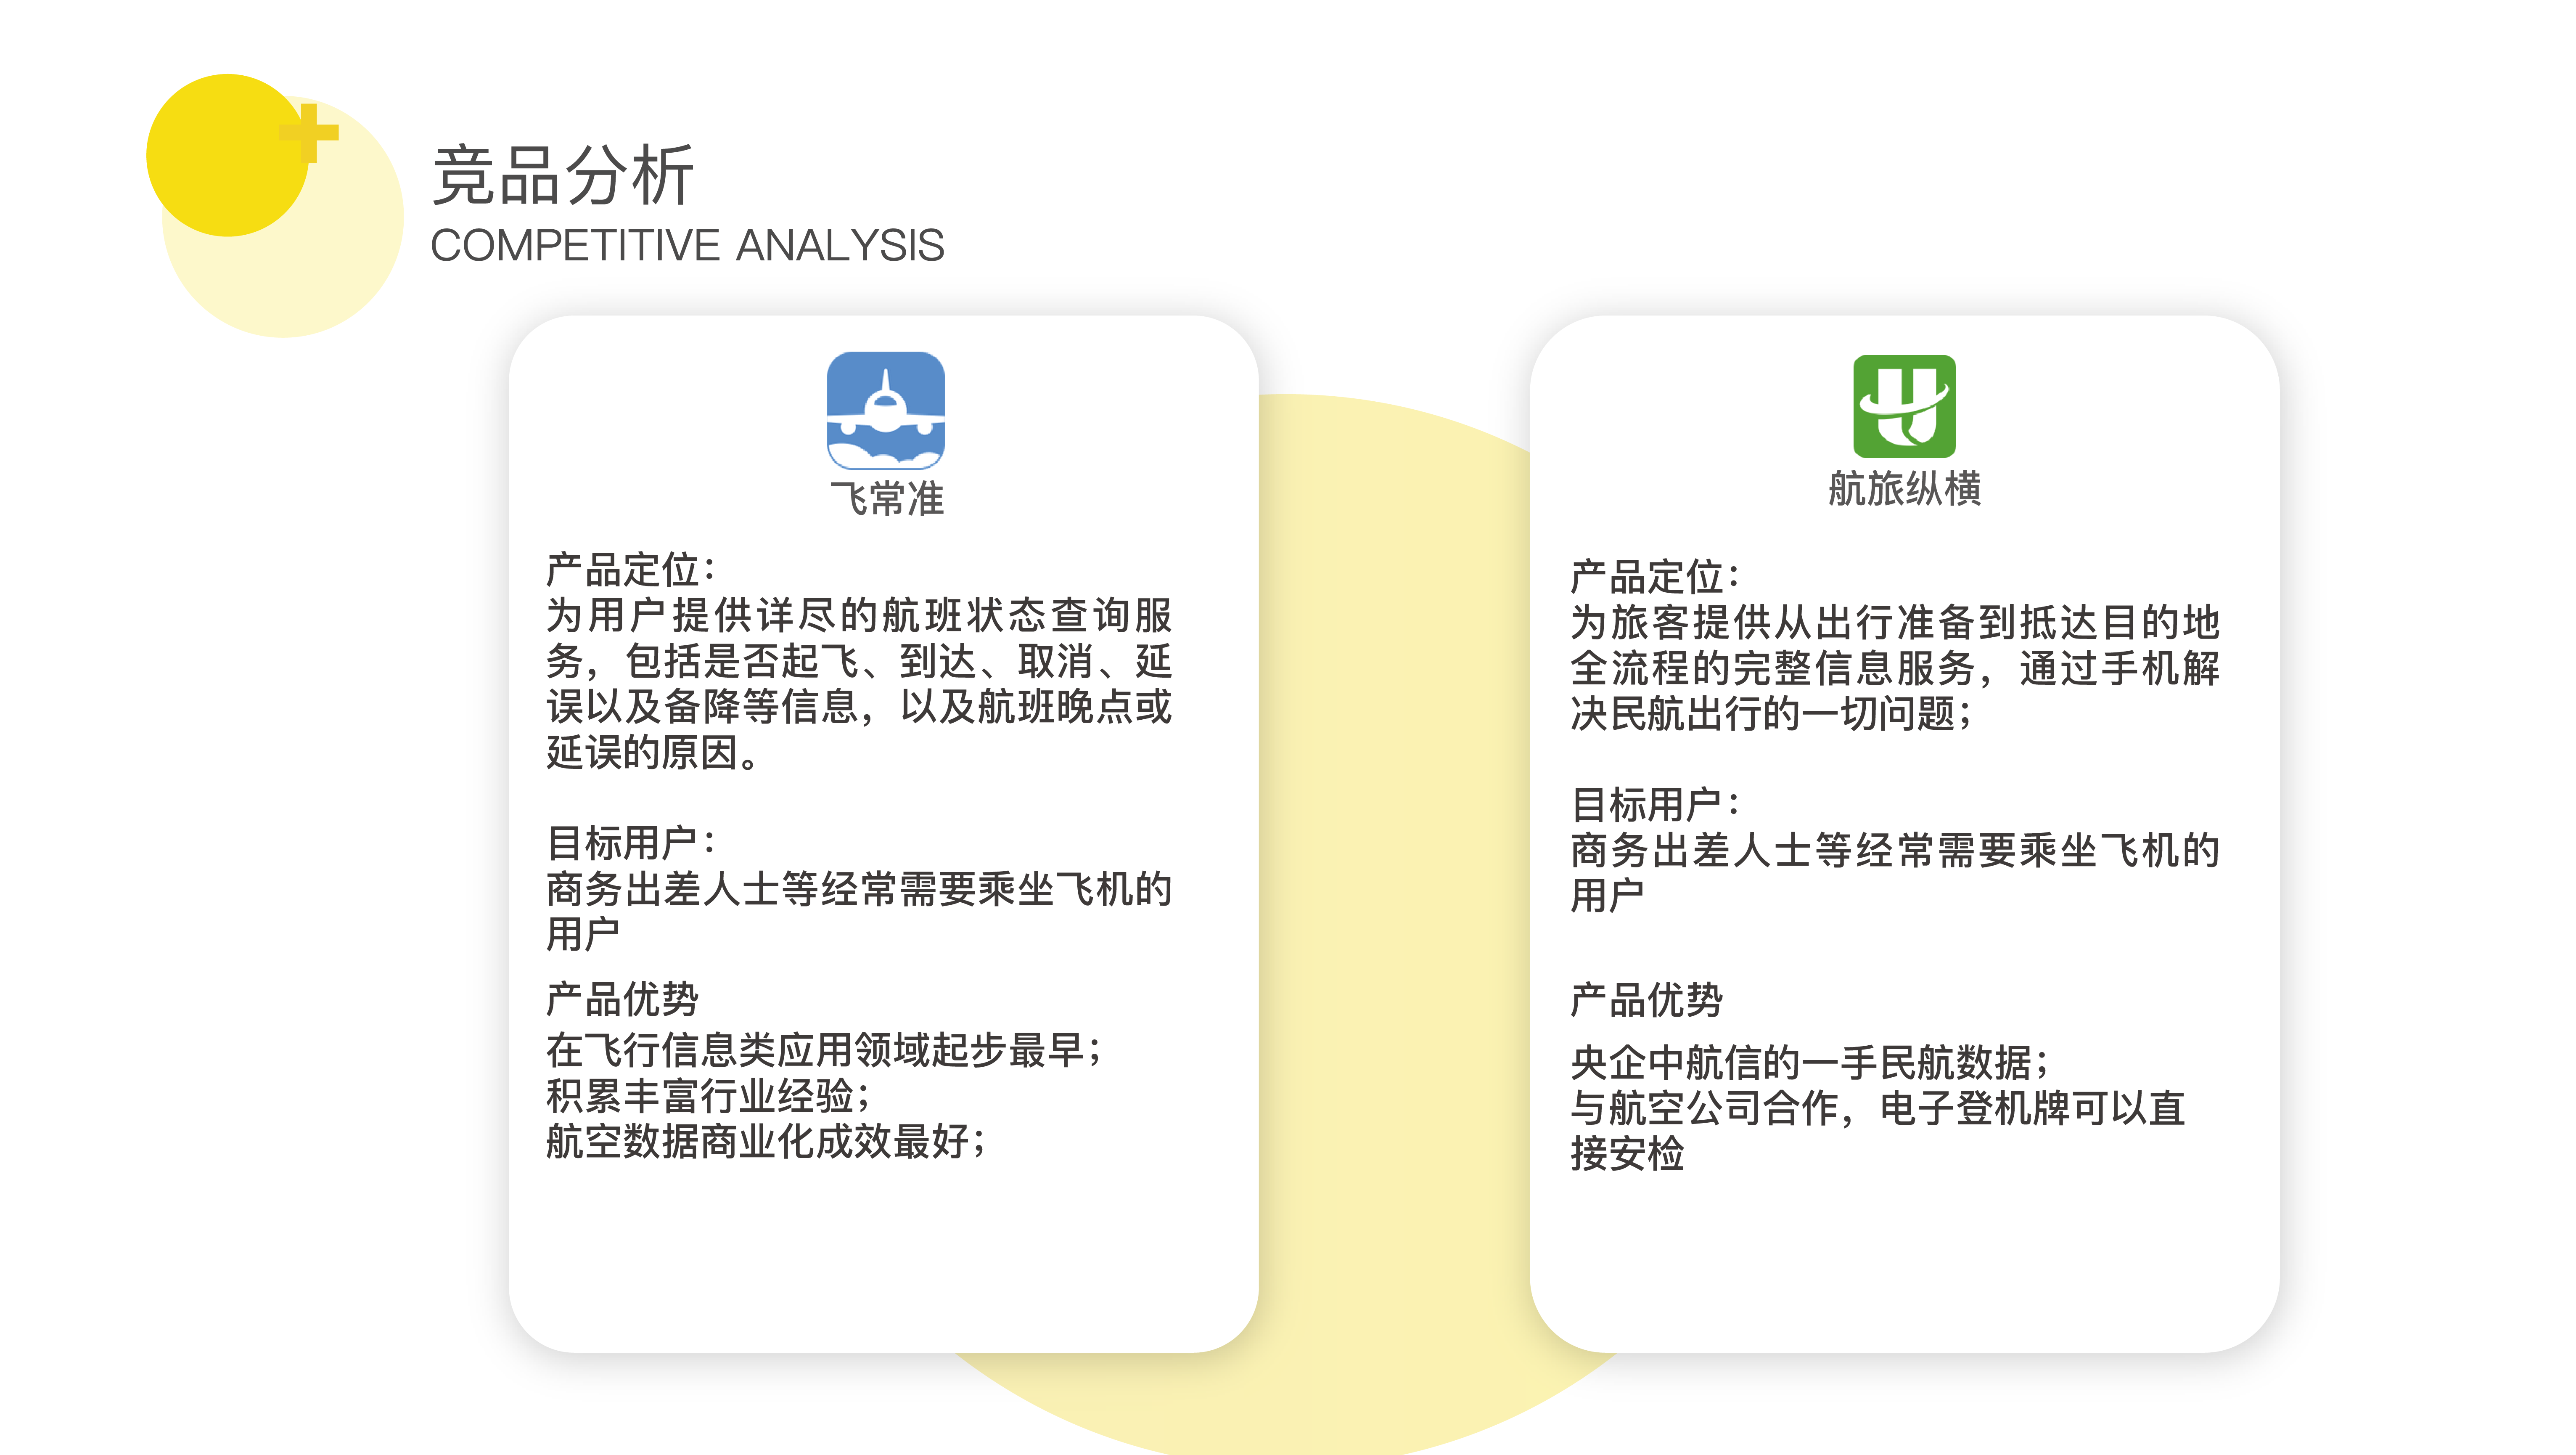 竞品分析
COMPETITIVE ANALYSIS
飞常准
产品定位：
为用户提供详尽的航班状态查询服
务，包括是否起飞、到达、取消、延
误以及备降等信息，以及航班晚点或
延误的原因。
目标用户：
商务出差人士等经常需要乘坐飞机的
用户
产品优势
在飞行信息类应用领域起步最早；
积累丰富行业经验；
航空数据商业化成效最好；
航旅纵横
产品定位：
为旅客提供从出行准备到抵达目的地
全流程的完整信息服务，通过手机解
决民航出行的一切问题；
目标用户：
商务出差人士等经常需要乘坐飞机的
用户
产品优势
央企中航信的一手民航数据；
与航空公司合作，电子登机牌可以直
接安检